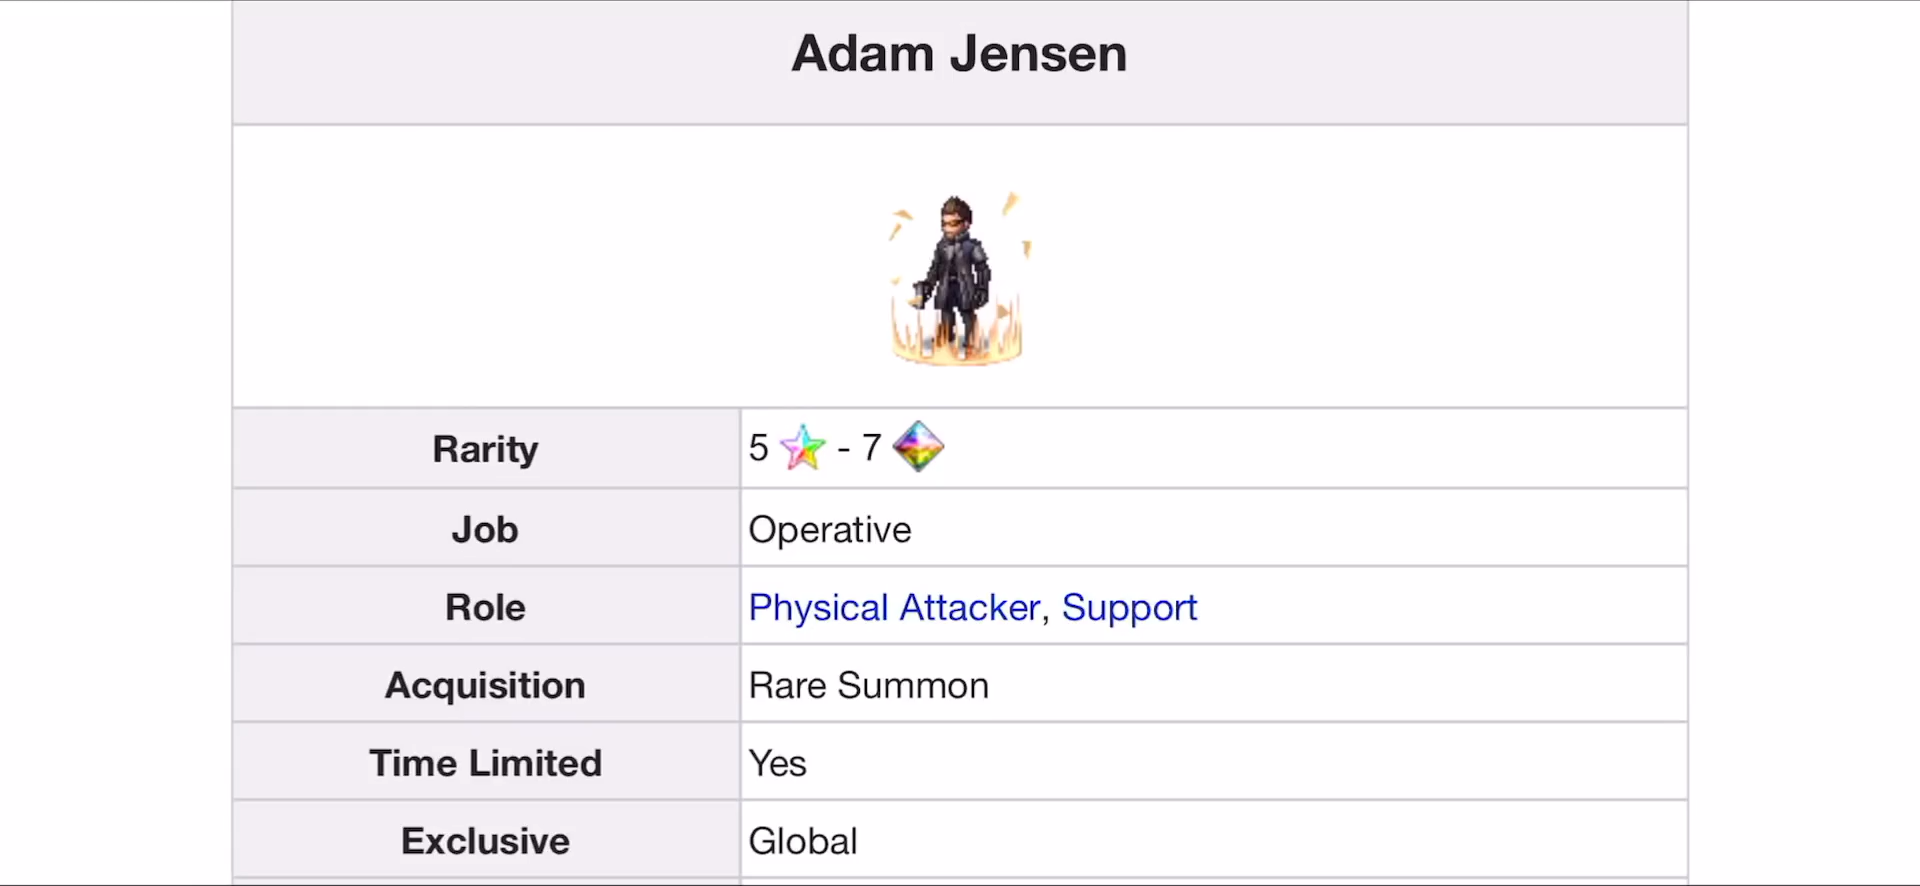 Adam Jensen
Rarity 5 - 7
Job Operative
Role Physical Attacker, Support
Acquisition Rare Summon
Time Limited Yes
Exclusive Global